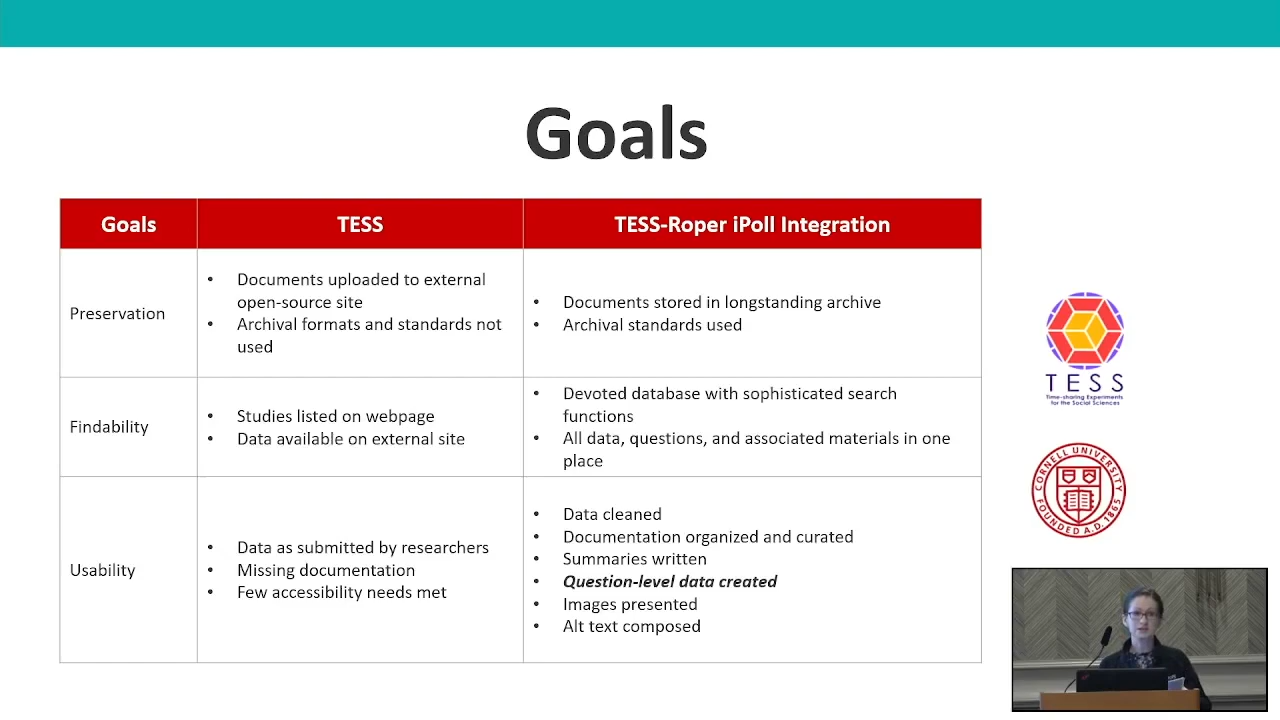 Goals
Goals
TESS
TESS-Roper iPoll Integration
Preservation
• Documents uploaded to external
open-source site
• Archival formats and standards not
used
• Documents stored in longstanding archive
• Archival standards used
Findability
• Studies listed on webpage
• Data available on external site
• Devoted database with sophisticated search
functions
• All data, questions, and associated materials in one
place
Usability
• Data as submitted by researchers
• Missing documentation
• Few accessibility needs met
• Data cleaned
• Documentation organized and curated
• Summaries written
• Question-level data created
• Images presented
• Alt text composed
TESS
Time-sharing Experiments
for the Social Sciences
CORNELL UNIVERSITY
FOUNDED A.D. 1865